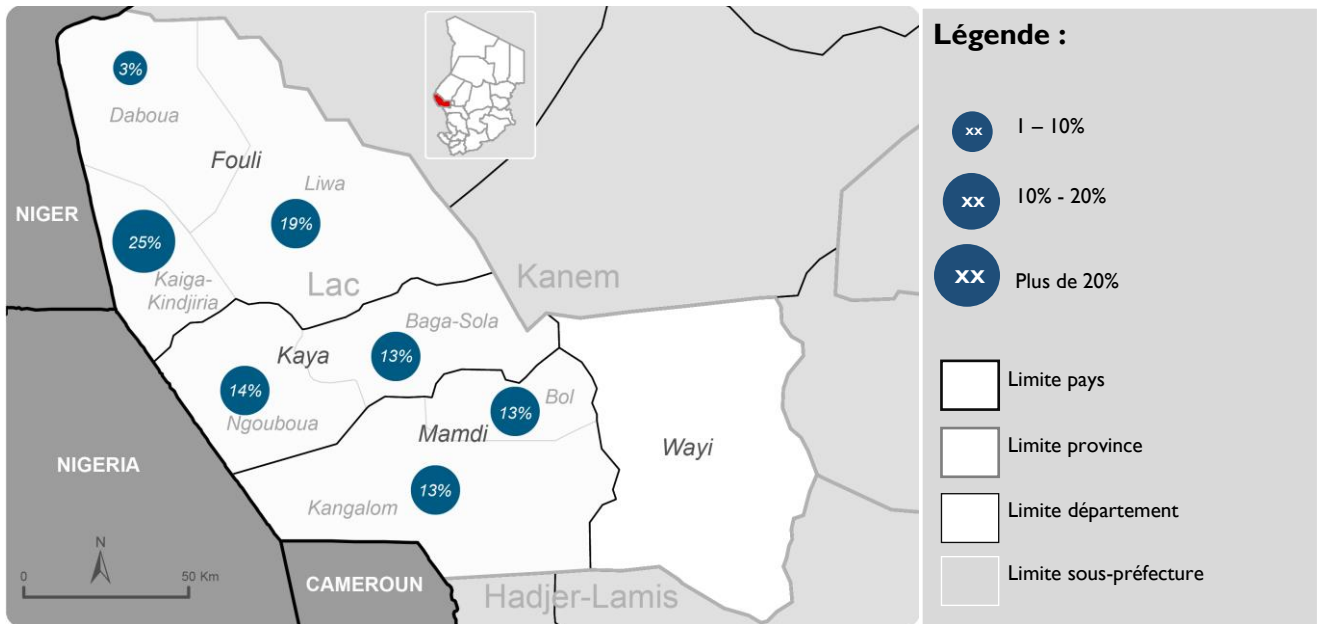 3%
Daboua
Fouli
Liwa
NIGER
19%
25%
Kaiga-
Kindjiria
Lac
Kanem
Baga-Sola
Kaya
13%
14%
Ngouboua
Bol
13%
Mamdi
Wayi
NIGERIA
Kangalom
13%
N
0
50 Km
CAMEROUN
Hadjer-Lamis
Légende :
xx
1 – 10%
xx
10% - 20%
xx
Plus de 20%
Limite pays
Limite province
Limite département
Limite sous-préfecture